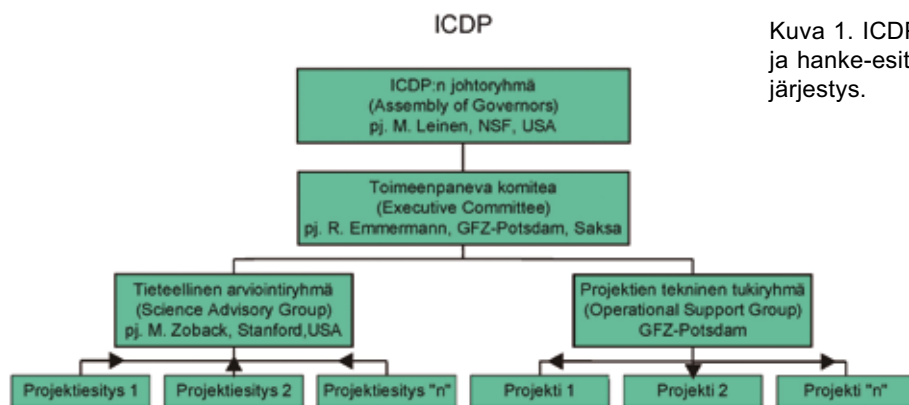 ICDP
Kuva 1. ICDP
ja hanke-esit
järjestys.
ICDP:n johtoryhmä
(Assembly of Governors)
pj. M. Leinen, NSF, USA
Toimeenpaneva komitea
(Executive Committee)
pj. R. Emmermann, GFZ-Potsdam, Saksa
Tieteellinen arviointiryhmä
(Science Advisory Group)
pj. M. Zoback, Stanford,USA
Projektien tekninen tukiryhmä
(Operational Support Group)
GFZ-Potsdam
Projektiesitys 1
Projektiesitys 2
Projektiesitys "n"
Projekti 1
Projekti 2
Projekti "n"